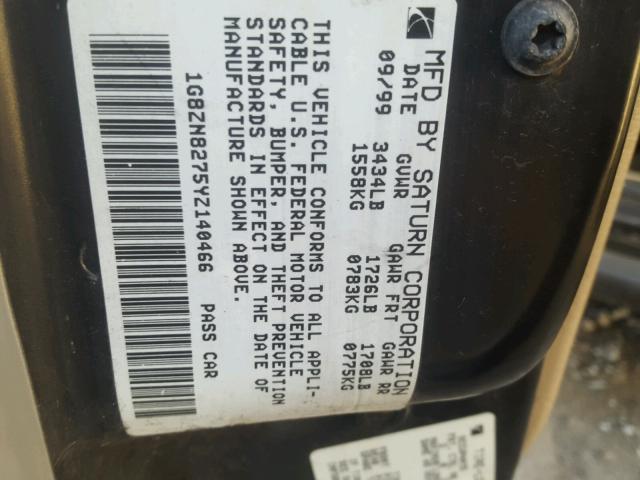 MFD BY SATURN CORPORATION
DATE GVWR GAWR FRT GAWR RR
09/99 3434LB 1726LB 1708LB
1558KG 0783KG 0775KG
THIS VEHICLE CONFORMS TO ALL APPLI-
CABLE U.S. FEDERAL MOTOR VEHICLE
SAFETY, BUMPER, AND THEFT PREVENTION
STANDARDS IN EFFECT ON THE DATE OF
MANUFACTURE SHOWN ABOVE.
1G8ZN8275YZ140466 PASS CAR